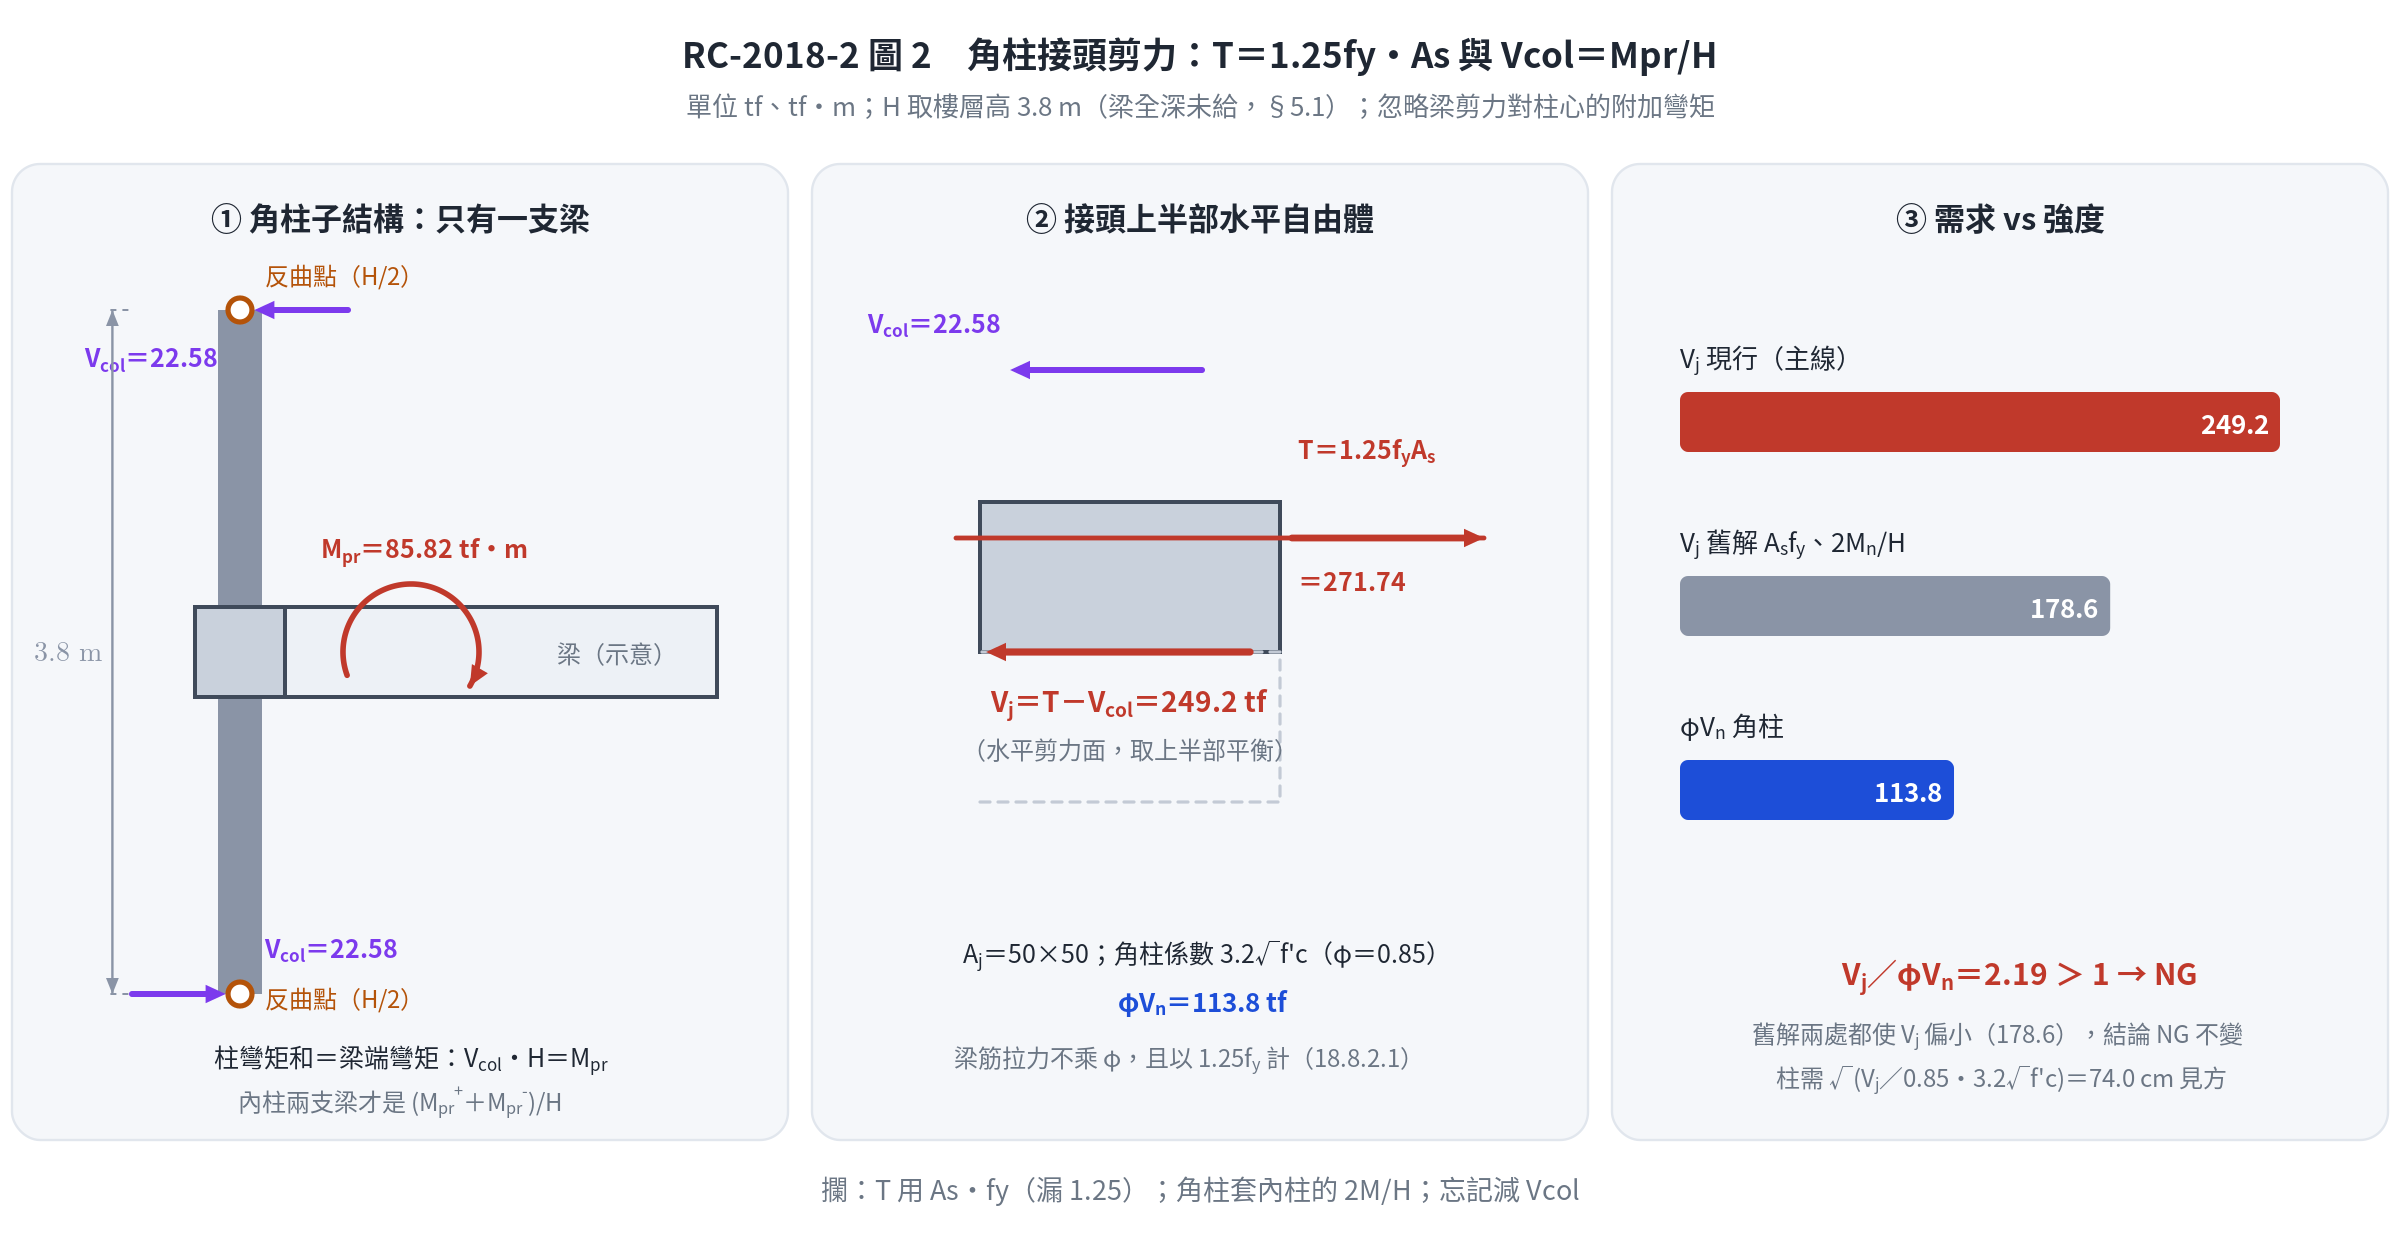 RC-2018-2 圖 2　角柱接頭剪力：T＝1.25fy・As 與 Vcol＝Mpr/H
單位 tf、tf・m；H 取樓層高 3.8 m（梁全深未給，§5.1）；忽略梁剪力對柱心的附加彎矩
① 角柱子結構：只有一支梁
反曲點（H/2）
Vcol＝22.58
Mpr＝85.82 tf・m
3.8 m
梁（示意）
Vcol＝22.58
反曲點（H/2）
柱彎矩和＝梁端彎矩：Vcol・H＝Mpr
內柱兩支梁才是 (Mpr⁺＋Mpr⁻)/H
② 接頭上半部水平自由體
Vcol＝22.58
T＝1.25fyAs
＝271.74
Vj＝T－Vcol＝249.2 tf
（水平剪力面，取上半部平衡）
Aj＝50×50；角柱係數 3.2√f'c（ϕ＝0.85）
ϕVn＝113.8 tf
梁筋拉力不乘 ϕ，且以 1.25fy 計（18.8.2.1）
③ 需求 vs 強度
Vj 現行（主線）
249.2
Vj 舊解 Asfy、2Mn/H
178.6
ϕVn 角柱
113.8
Vj／ϕVn＝2.19 ＞ 1 → NG
舊解兩處都使 Vj 偏小（178.6），結論 NG 不變
柱需 √(Vj／0.85・3.2√f'c)＝74.0 cm 見方
攔：T 用 As・fy（漏 1.25）；角柱套內柱的 2M/H；忘記減 Vcol